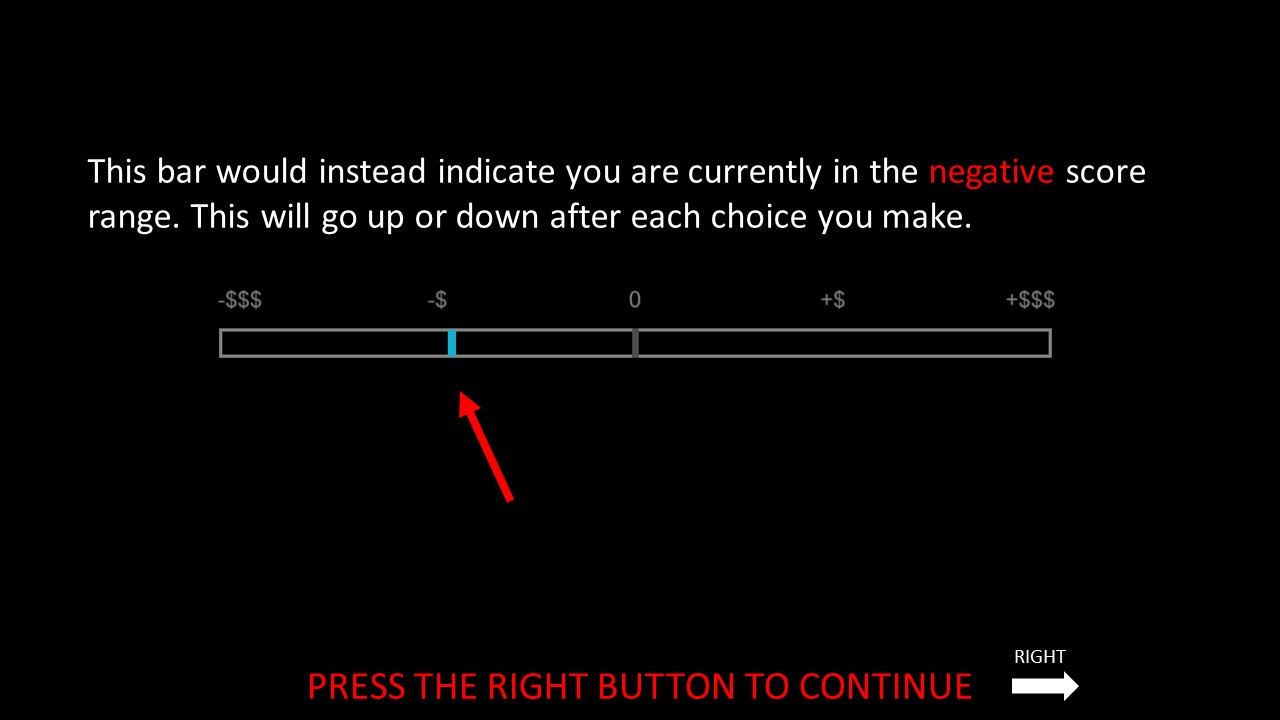 This bar would instead indicate you are currently in the negative score
range. This will go up or down after each choice you make.
-$$$ -$ 0 +$ +$$$
RIGHT
PRESS THE RIGHT BUTTON TO CONTINUE